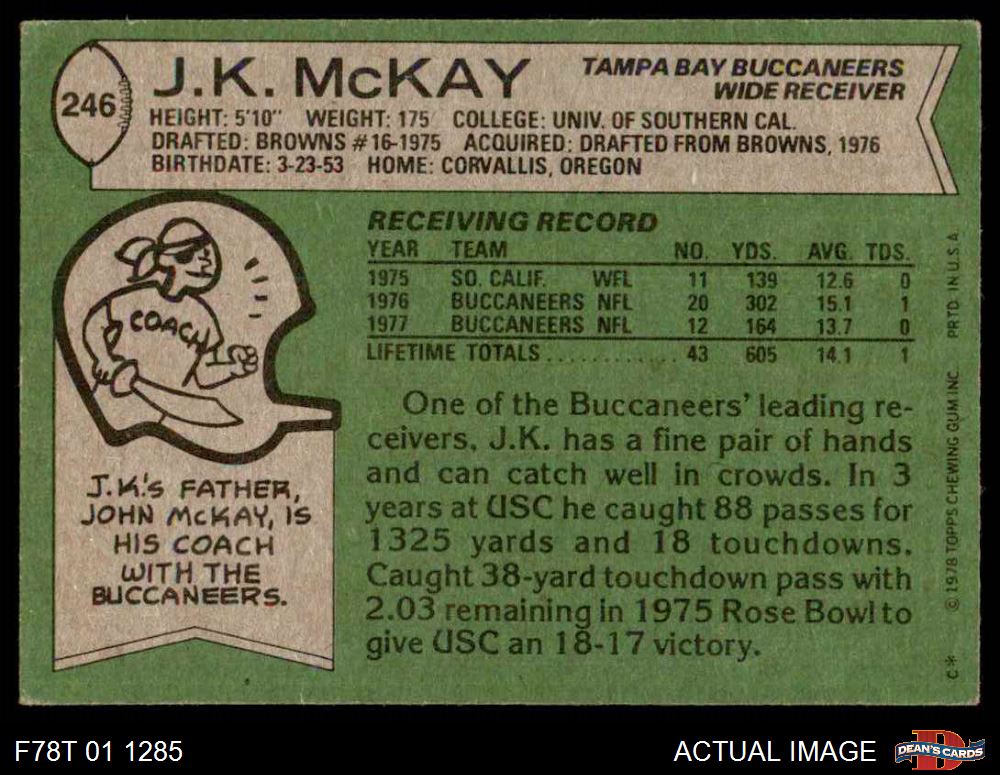 246
J.K. McKAY
TAMPA BAY BUCCANEERS
WIDE RECEIVER
HEIGHT: 5'10" WEIGHT: 175 COLLEGE: UNIV. OF SOUTHERN CAL.
DRAFTED: BROWNS #16-1975 ACQUIRED: DRAFTED FROM BROWNS, 1976
BIRTHDATE: 3-23-53 HOME: CORVALLIS, OREGON
COACH
J.K.'S FATHER,
JOHN McKAY, IS
HIS COACH
WITH THE
BUCCANEERS.
RECEIVING RECORD
YEAR TEAM NO. YDS. AVG. TDS.
1975 SO. CALIF. WFL 11 139 12.6 0
1976 BUCCANEERS NFL 20 302 15.1 1
1977 BUCCANEERS NFL 12 164 13.7 0
LIFETIME TOTALS............ 43 605 14.1 1
One of the Buccaneers' leading re-
ceivers, J.K. has a fine pair of hands
and can catch well in crowds. In 3
years at USC he caught 88 passes for
1325 yards and 18 touchdowns.
Caught 38-yard touchdown pass with
2.03 remaining in 1975 Rose Bowl to
give USC an 18-17 victory.
C* © 1978 TOPPS CHEWING GUM INC. PRTD. IN U.S.A.
F78T 01 1285
ACTUAL IMAGE
D
DEAN'S CARDS